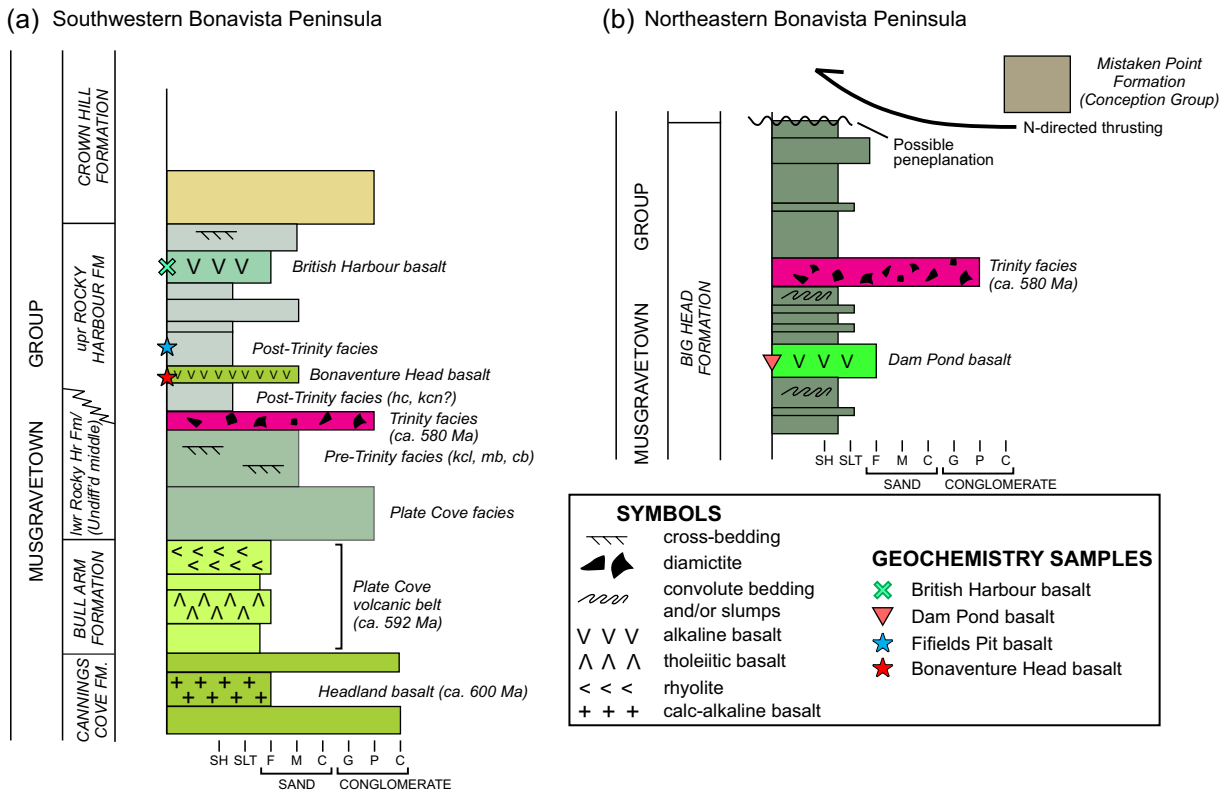 (a) Southwestern Bonavista Peninsula
MUSGRAVETOWN GROUP
CROWN HILL
FORMATION
upr ROCKY
HARBOUR FM
lwr Rocky Hr Fm/
(Undiff'd middle)
BULL ARM
FORMATION
CANNINGS
COVE FM.
V V V
British Harbour basalt
Post-Trinity facies
V V V V V V V V V
Bonaventure Head basalt
Post-Trinity facies (hc, kcn?)
Trinity facies
(ca. 580 Ma)
Pre-Trinity facies (kcl, mb, cb)
Plate Cove facies
Plate Cove
volcanic belt
(ca. 592 Ma)
Headland basalt (ca. 600 Ma)
SH SLT F M C G P C
SAND CONGLOMERATE
(b) Northeastern Bonavista Peninsula
MUSGRAVETOWN GROUP
BIG HEAD
FORMATION
Mistaken Point
Formation
(Conception Group)
N-directed thrusting
Possible
peneplanation
Trinity facies
(ca. 580 Ma)
V V V
Dam Pond basalt
SH SLT F M C G P C
SAND CONGLOMERATE
SYMBOLS
cross-bedding
diamictite
convolute bedding
and/or slumps
V V V alkaline basalt
Λ Λ Λ tholeiitic basalt
< < < rhyolite
+ + + calc-alkaline basalt
GEOCHEMISTRY SAMPLES
British Harbour basalt
Dam Pond basalt
Fifields Pit basalt
Bonaventure Head basalt